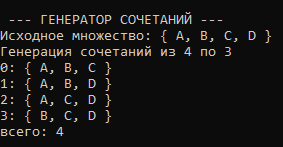 --- ГЕНЕРАТОР СОЧЕТАНИЙ ---
Исходное множество: { A, B, C, D }
Генерация сочетаний из 4 по 3
0: { A, B, C }
1: { A, B, D }
2: { A, C, D }
3: { B, C, D }
всего: 4